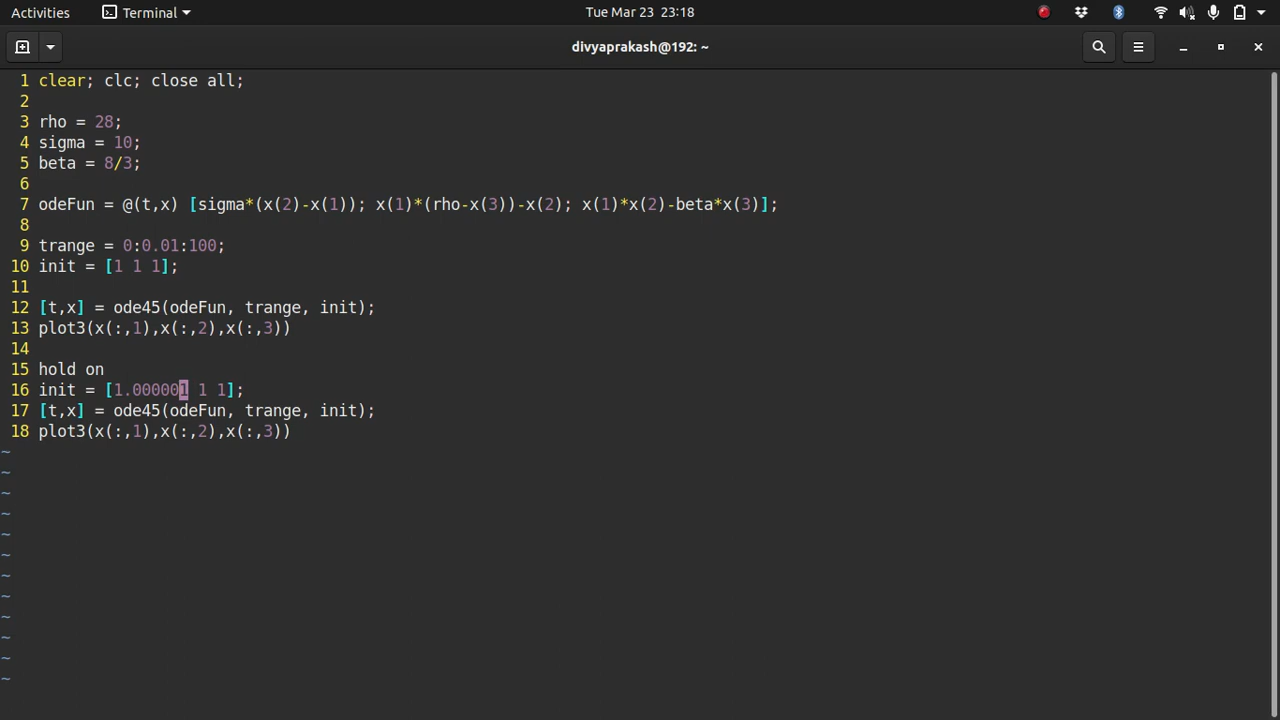 Activities Terminal Tue Mar 23 23:18
divyaprakash@192: ~
1 clear; clc; close all;
2
3 rho = 28;
4 sigma = 10;
5 beta = 8/3;
6
7 odeFun = @(t,x) [sigma*(x(2)-x(1)); x(1)*(rho-x(3))-x(2); x(1)*x(2)-beta*x(3)];
8
9 trange = 0:0.01:100;
10 init = [1 1 1];
11
12 [t,x] = ode45(odeFun, trange, init);
13 plot3(x(:,1),x(:,2),x(:,3))
14
15 hold on
16 init = [1.000001 1 1];
17 [t,x] = ode45(odeFun, trange, init);
18 plot3(x(:,1),x(:,2),x(:,3))
~
~
~
~
~
~
~
~
~
~
~
~